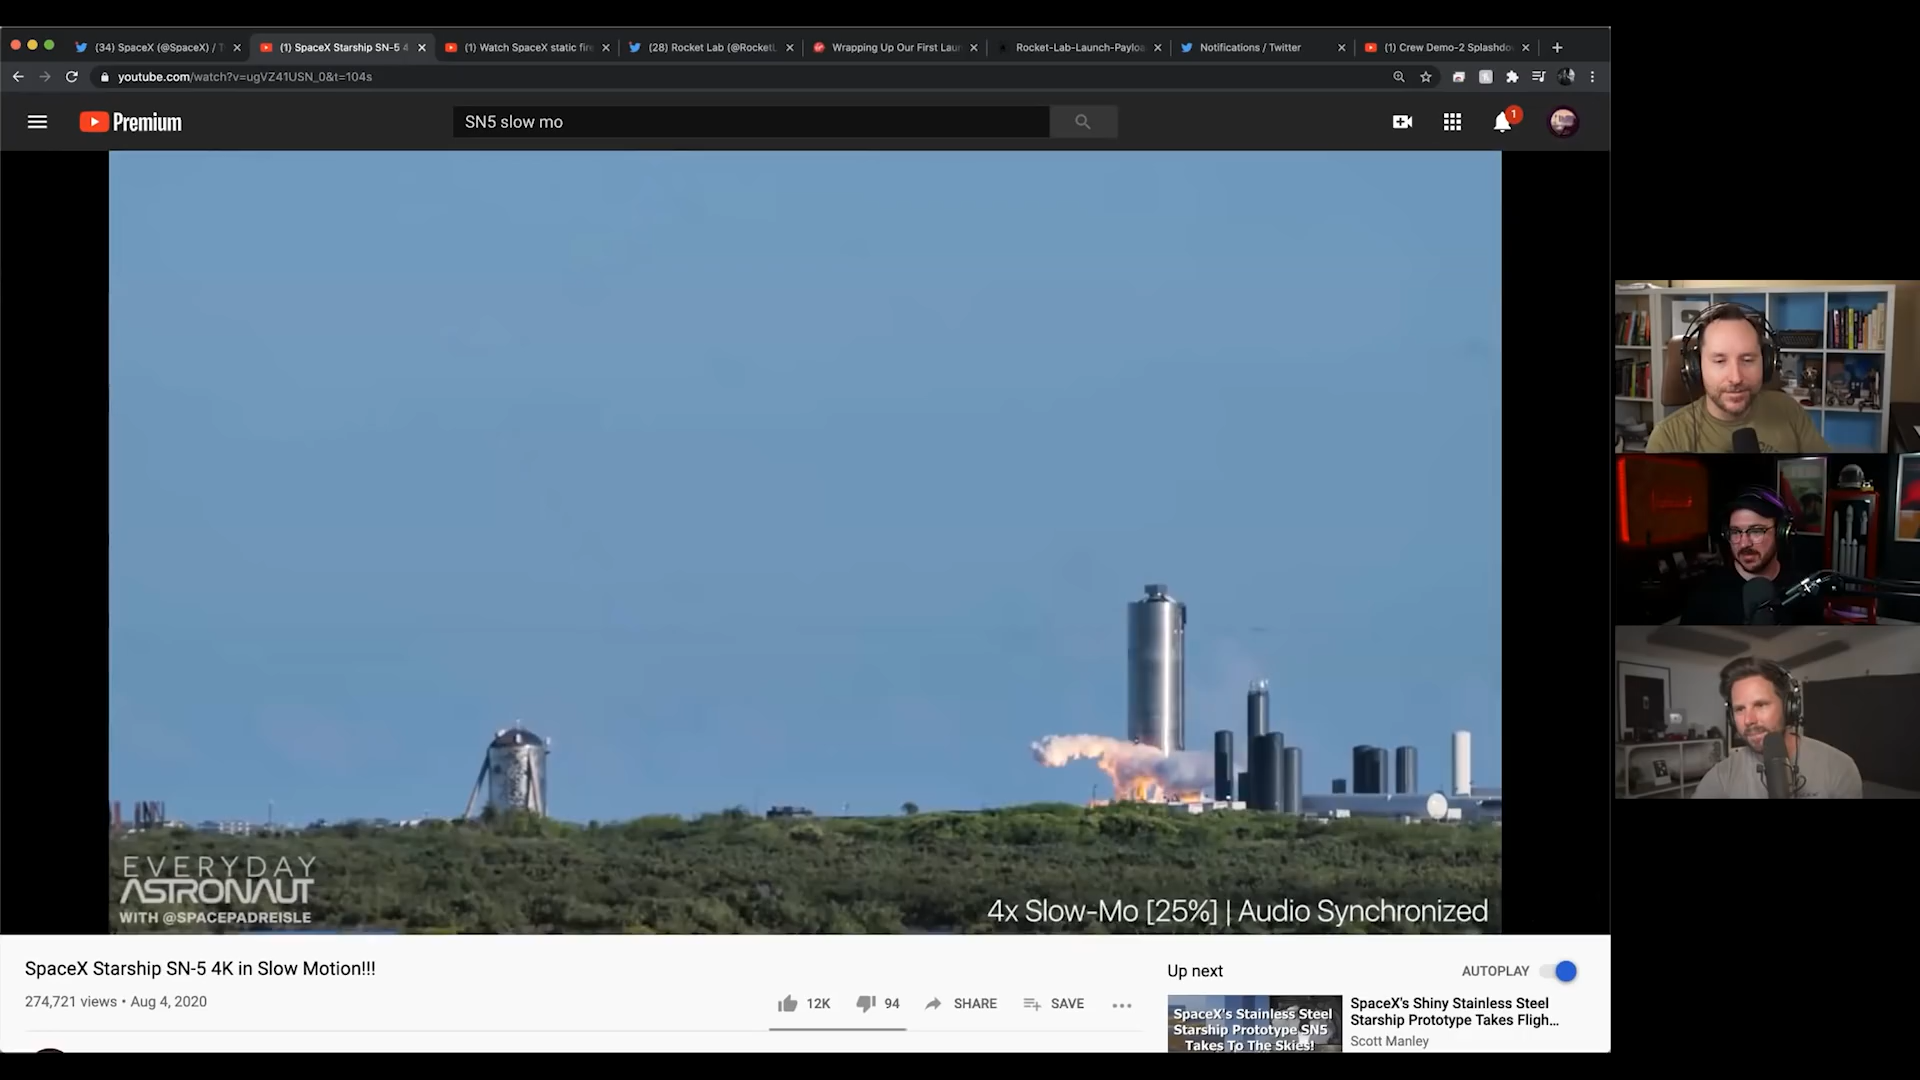 (34) SpaceX (@SpaceX) / T
(1) SpaceX Starship SN-5 4
(1) Watch SpaceX static fire
(28) Rocket Lab (@RocketL
Wrapping Up Our First Laun
Rocket-Lab-Launch-Payloa
Notifications / Twitter
(1) Crew Demo-2 Splashdo
youtube.com/watch?v=ugVZ41USN_0&t=104s
Premium
SN5 slow mo
1
EVERYDAY
ASTRONAUT
WITH @SPACEPADREISLE
4x Slow-Mo [25%] | Audio Synchronized
SpaceX Starship SN-5 4K in Slow Motion!!!
274,721 views • Aug 4, 2020
12K
94
SHARE
SAVE
Up next
AUTOPLAY
SpaceX's Stainless Steel
Starship Prototype SN5
Takes To The Skies!
SpaceX's Shiny Stainless Steel
Starship Prototype Takes Fligh...
Scott Manley